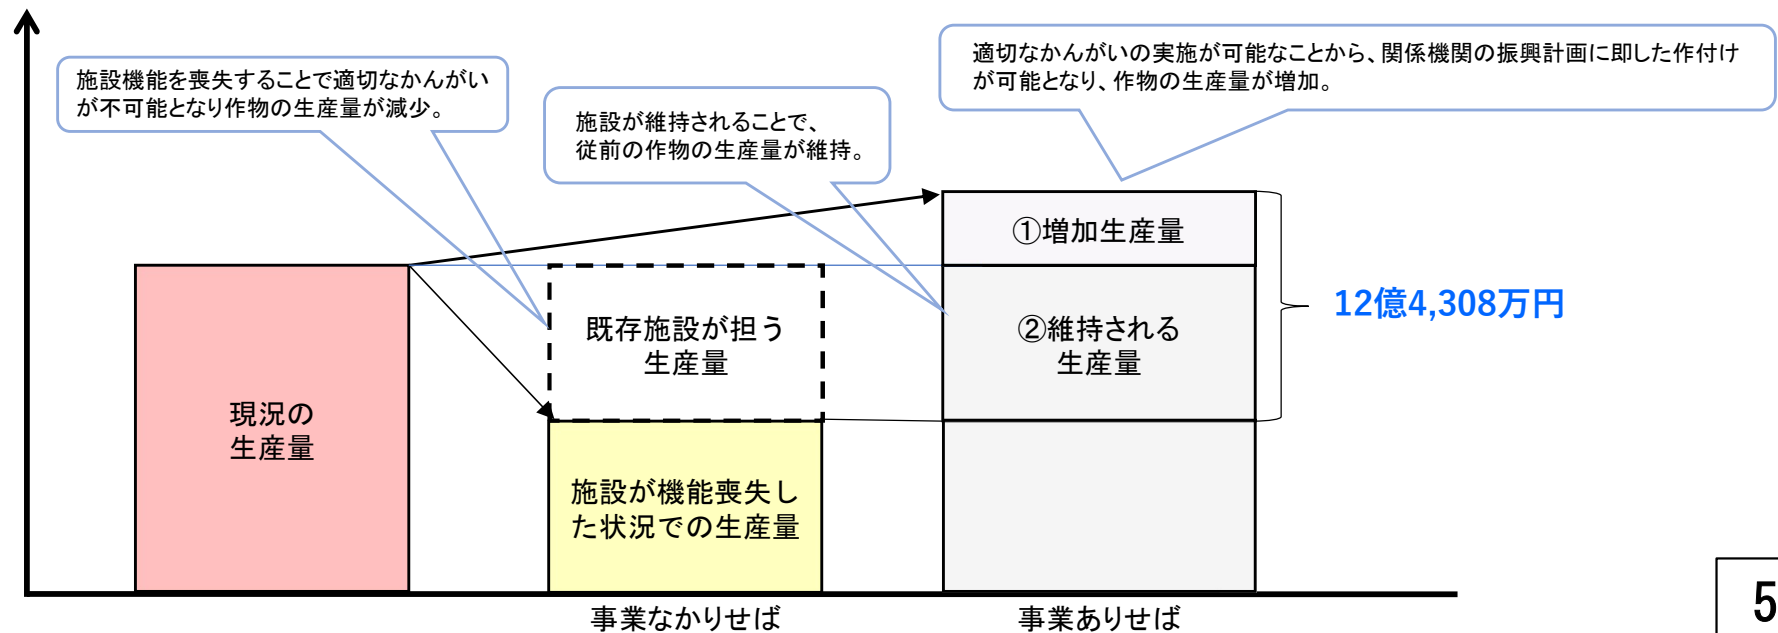 施設機能を喪失することで適切なかんがい
が不可能となり作物の生産量が減少。
施設が維持されることで、
従前の作物の生産量が維持。
適切なかんがいの実施が可能なことから、関係機関の振興計画に即した作付け
が可能となり、作物の生産量が増加。
現況の
生産量
既存施設が担う
生産量
施設が機能喪失し
た状況での生産量
①増加生産量
②維持される
生産量
12億4,308万円
事業なかりせば
事業ありせば
5